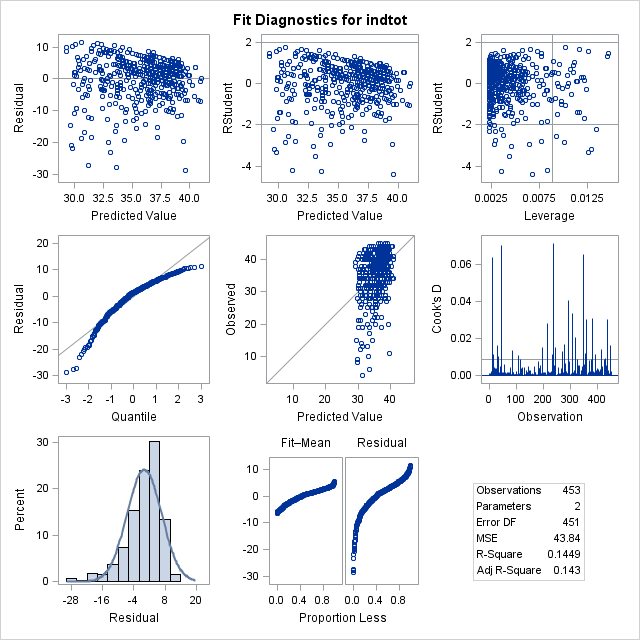 Fit Diagnostics for indtot
10
0
-10
-20
-30
Residual
30.0 32.5 35.0 37.5 40.0
Predicted Value
2
0
-2
-4
RStudent
30.0 32.5 35.0 37.5 40.0
Predicted Value
2
0
-2
-4
RStudent
0.0025 0.0075 0.0125
Leverage
20
10
0
-10
-20
-30
Residual
-3 -2 -1 0 1 2 3
Quantile
40
30
20
10
Observed
10 20 30 40
Predicted Value
0.06
0.04
0.02
0.00
Cook's D
0 100 200 300 400
Observation
30
20
10
0
Percent
-28 -16 -4 8 20
Residual
Fit–Mean Residual
10
0
-10
-20
-30
0.0 0.4 0.8 0.0 0.4 0.8
Proportion Less
Observations 453
Parameters 2
Error DF 451
MSE 43.84
R-Square 0.1449
Adj R-Square 0.143